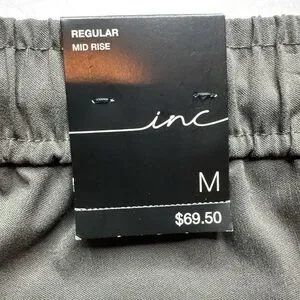 REGULAR
MID RISE
inc
M
$69.50